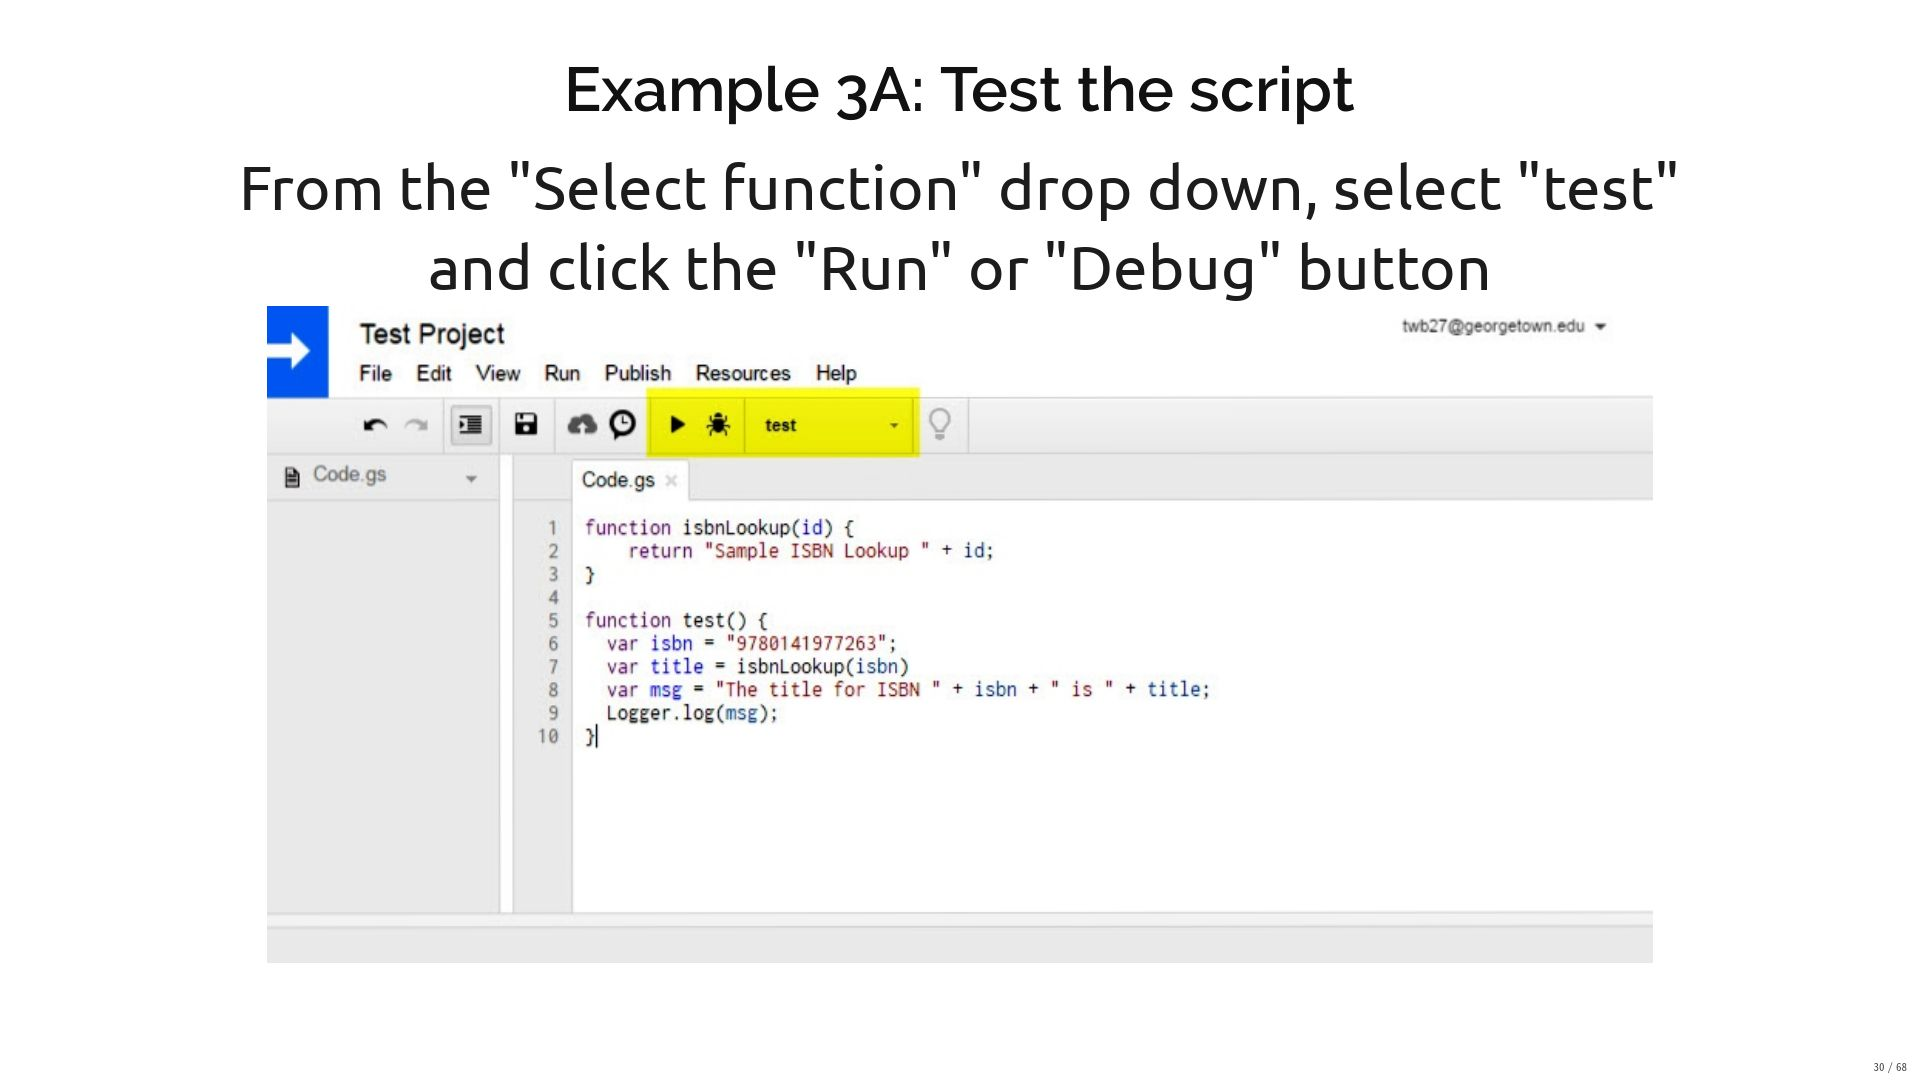 Example 3A: Test the script
From the "Select function" drop down, select "test"
and click the "Run" or "Debug" button
Test Project
twb27@georgetown.edu
File Edit View Run Publish Resources Help
test
Code.gs
Code.gs ×
1 function isbnLookup(id) {
2     return "Sample ISBN Lookup " + id;
3 }
4
5 function test() {
6   var isbn = "9780141977263";
7   var title = isbnLookup(isbn)
8   var msg = "The title for ISBN " + isbn + " is " + title;
9   Logger.log(msg);
10 }
30 / 68